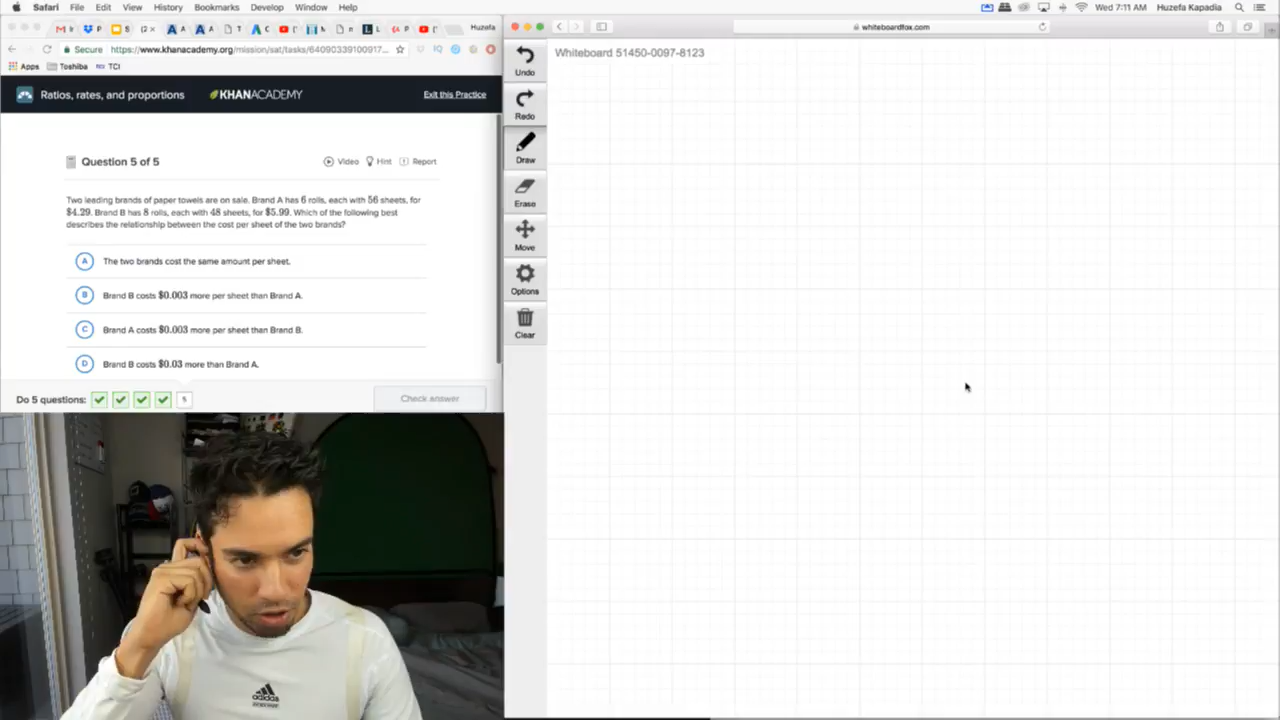 Safari File Edit View History Bookmarks Develop Window Help Wed 7:11 AM Huzefa Kapadia
Huzefa
Secure https://www.khanacademy.org/mission/sat/tasks/64090339100917...
whiteboardfox.com
Apps Toshiba TCI
Whiteboard 51450-0097-8123
Ratios, rates, and proportions KHANACADEMY Exit this Practice
Question 5 of 5 Video Hint Report
Two leading brands of paper towels are on sale. Brand A has 6 rolls, each with 56 sheets, for
$4.29. Brand B has 8 rolls, each with 48 sheets, for $5.99. Which of the following best
describes the relationship between the cost per sheet of the two brands?
A The two brands cost the same amount per sheet.
B Brand B costs $0.003 more per sheet than Brand A.
C Brand A costs $0.003 more per sheet than Brand B.
D Brand B costs $0.03 more than Brand A.
Do 5 questions: 5 Check answer
Undo
Redo
Draw
Erase
Move
Options
Clear
adidas